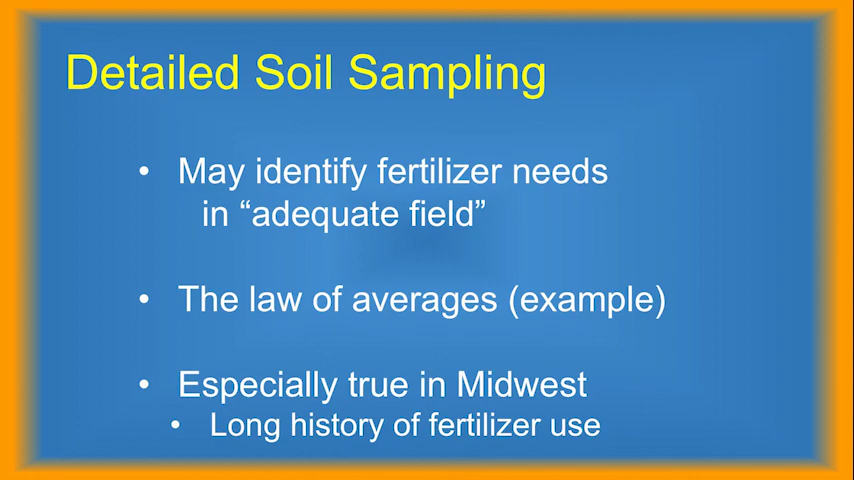 Detailed Soil Sampling
• May identify fertilizer needs
in “adequate field”
• The law of averages (example)
• Especially true in Midwest
• Long history of fertilizer use